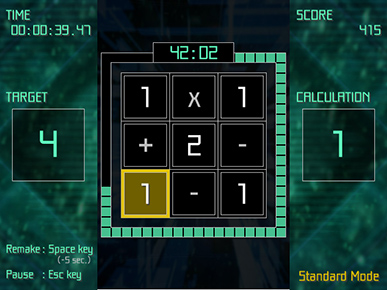 TIME
00:00:39.47
42:02
SCORE
415
TARGET
4
1 x 1
+ 2 -
1 - 1
CALCULATION
1
Remake : Space key
(-5 sec.)
Pause : Esc key
Standard Mode